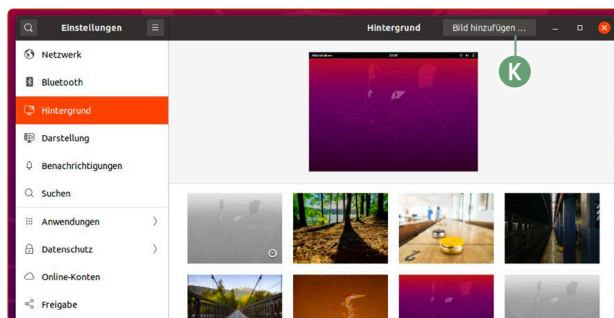 Einstellungen
Hintergrund
Bild hinzufügen ...
K
Netzwerk
Bluetooth
Hintergrund
Darstellung
Benachrichtigungen
Suchen
Anwendungen
Datenschutz
Online-Konten
Freigabe